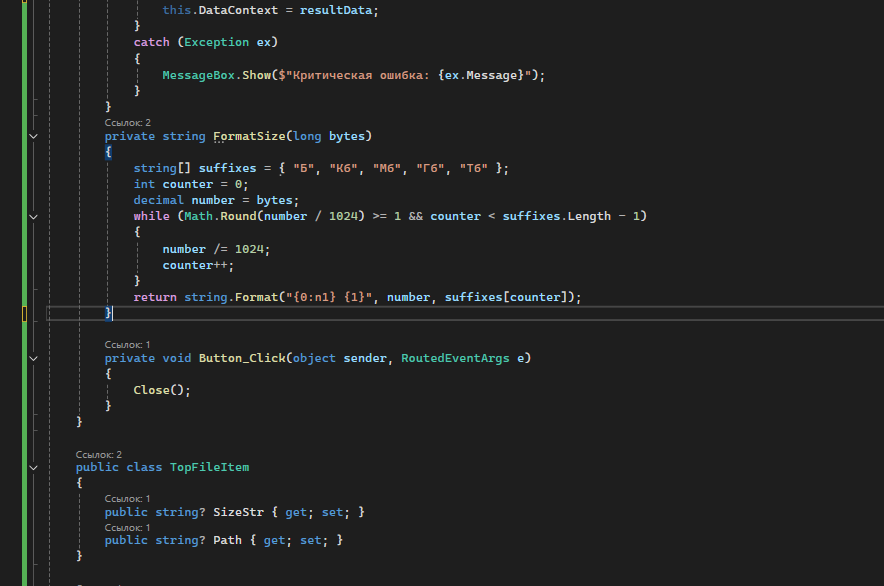 this.DataContext = resultData;
}
catch (Exception ex)
{
MessageBox.Show($"Критическая ошибка: {ex.Message}");
}
}
Ссылок: 2
private string FormatSize(long bytes)
{
string[] suffixes = { "Б", "Кб", "Мб", "Гб", "Тб" };
int counter = 0;
decimal number = bytes;
while (Math.Round(number / 1024) >= 1 && counter < suffixes.Length - 1)
{
number /= 1024;
counter++;
}
return string.Format("{0:n1} {1}", number, suffixes[counter]);
}
Ссылок: 1
private void Button_Click(object sender, RoutedEventArgs e)
{
Close();
}
}
Ссылок: 2
public class TopFileItem
{
Ссылок: 1
public string? SizeStr { get; set; }
Ссылок: 1
public string? Path { get; set; }
}